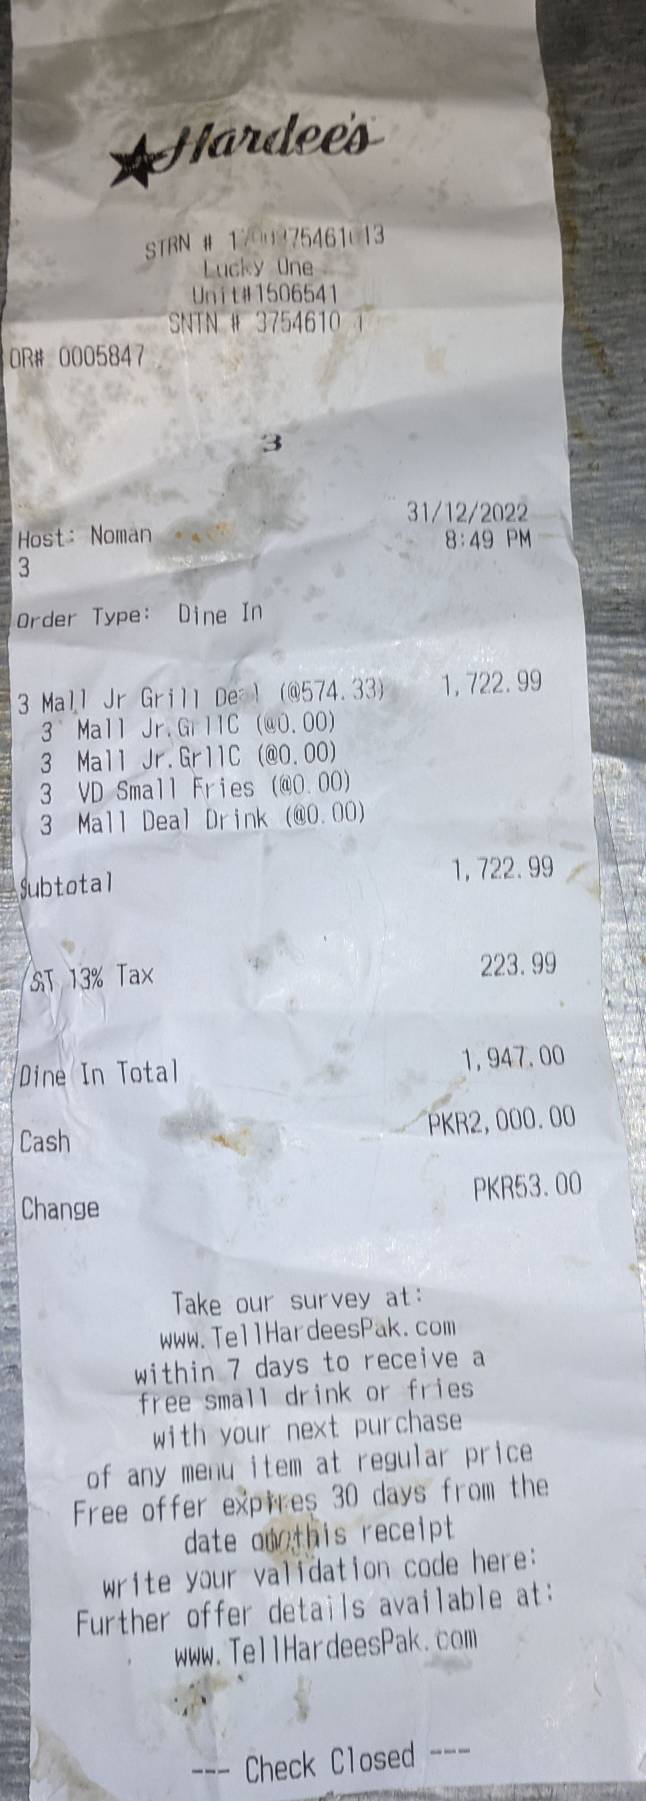 Hardee's
STRN #
Lucky One
Unit#1506541
SNTN # 3754610
OR# 0005847
3
31/12/2022
Host: Noman
8:49 PM
3
Order Type: Dine In
3 Mall Jr Grill Deal (@574.33) 1,722.99
3 Mall Jr.GrllC (@0.00)
3 Mall Jr.GrllC (@0.00)
3 VD Small Fries (@0.00)
3 Mall Deal Drink (@0.00)
Subtotal 1,722.99
ST 13% Tax 223.99
Dine In Total 1,947.00
Cash PKR2,000.00
Change PKR53.00
Take our survey at:
www.TellHardeesPak.com
within 7 days to receive a
free small drink or fries
with your next purchase
of any menu item at regular price
Free offer expires 30 days from the
date on this receipt
write your validation code here:
Further offer details available at:
www.TellHardeesPak.com
--- Check Closed ---